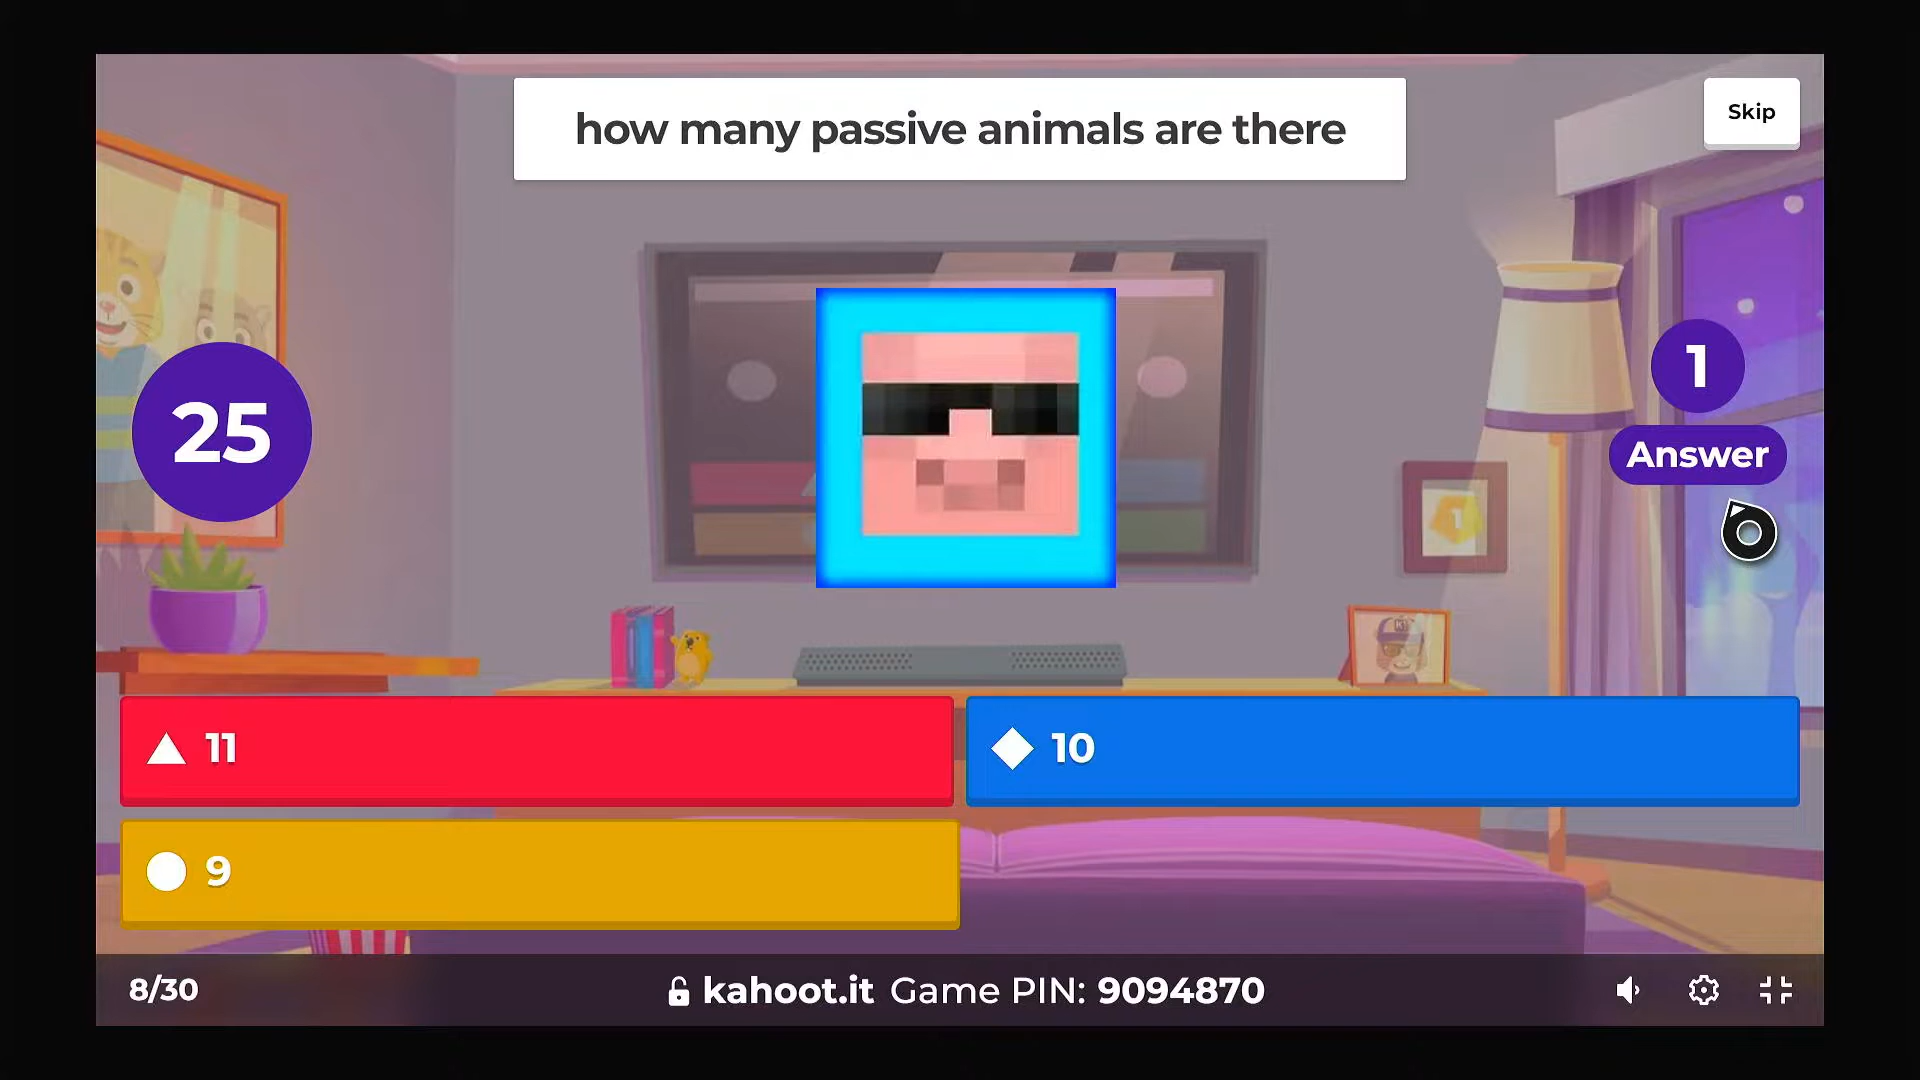 how many passive animals are there
Skip
25
1
Answer
1
11
10
9
8/30
kahoot.it Game PIN: 9094870